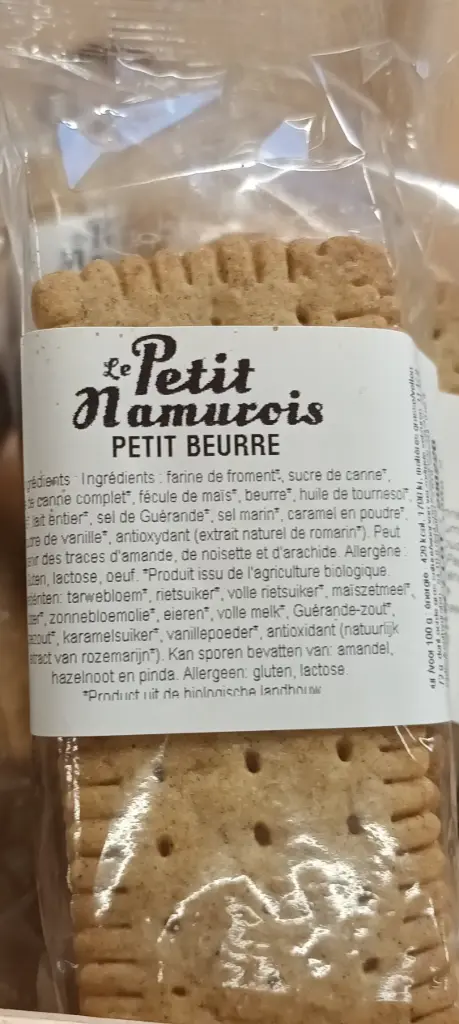 Le Petit
Namurois
PETIT BEURRE
Ingrédients : farine de froment*, sucre de canne*,
de canne complet*, fécule de maïs*, beurre*, huile de tournesol*,
lait entier*, sel de Guérande*, sel marin*, caramel en poudre*,
de vanille*, antioxydant (extrait naturel de romarin*). Peut
des traces d'amande, de noisette et d'arachide. Allergène :
lactose, oeuf. *Produit issu de l'agriculture biologique.
tarwebloem*, rietsuiker*, volle rietsuiker*, maïszetmeel*,
zonnebloemolie*, eieren*, volle melk*, Guérande-zout*,
karamelsuiker*, vanillepoeder*, antioxidant (natuurlijk
van rozemarijn*). Kan sporen bevatten van: amandel,
hazelnoot en pinda. Allergeen: gluten, lactose.
*Product uit de biologische landbouw
100 g : énergie